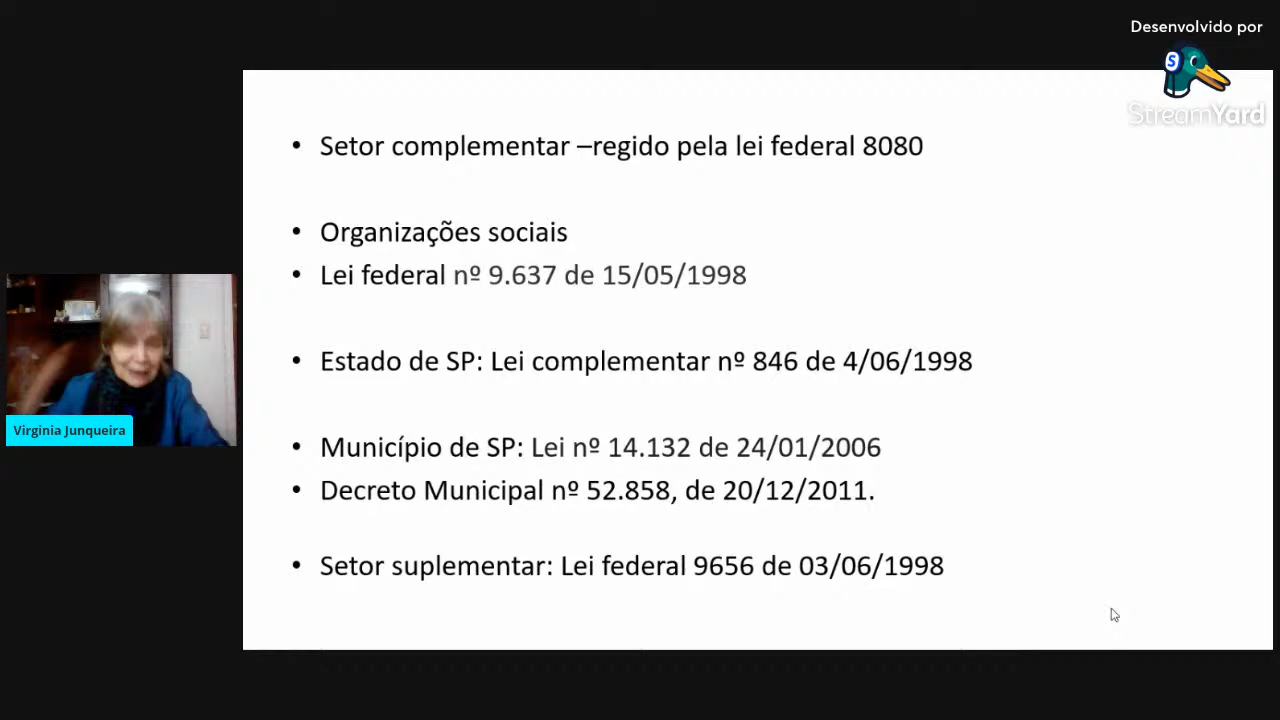 Desenvolvido por
StreamYard
• Setor complementar –regido pela lei federal 8080
• Organizações sociais
• Lei federal nº 9.637 de 15/05/1998
• Estado de SP: Lei complementar nº 846 de 4/06/1998
• Município de SP: Lei nº 14.132 de 24/01/2006
• Decreto Municipal nº 52.858, de 20/12/2011.
• Setor suplementar: Lei federal 9656 de 03/06/1998
Virginia Junqueira